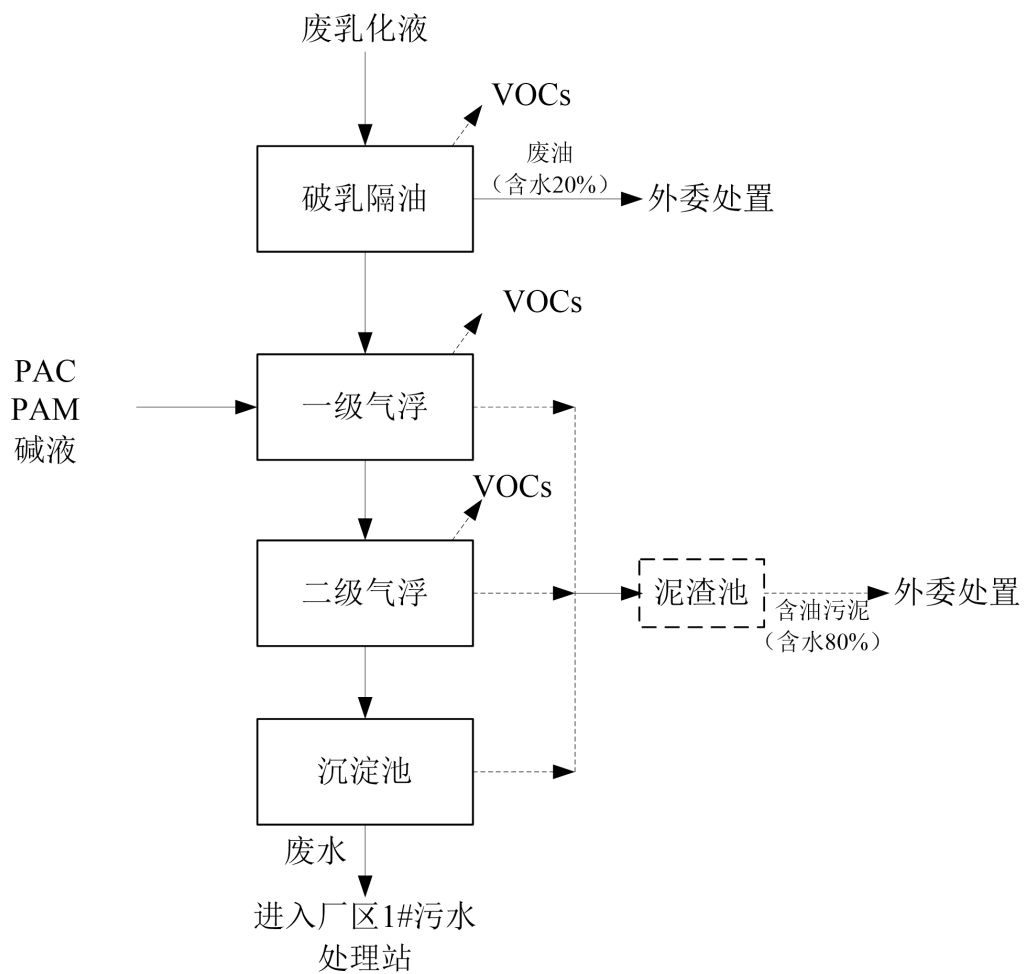 废乳化液
VOCs
破乳隔油
废油
（含水20%）
外委处置
VOCs
PAC
PAM
碱液
一级气浮
VOCs
二级气浮
泥渣池
含油污泥
（含水80%）
外委处置
沉淀池
废水
进入厂区1#污水
处理站